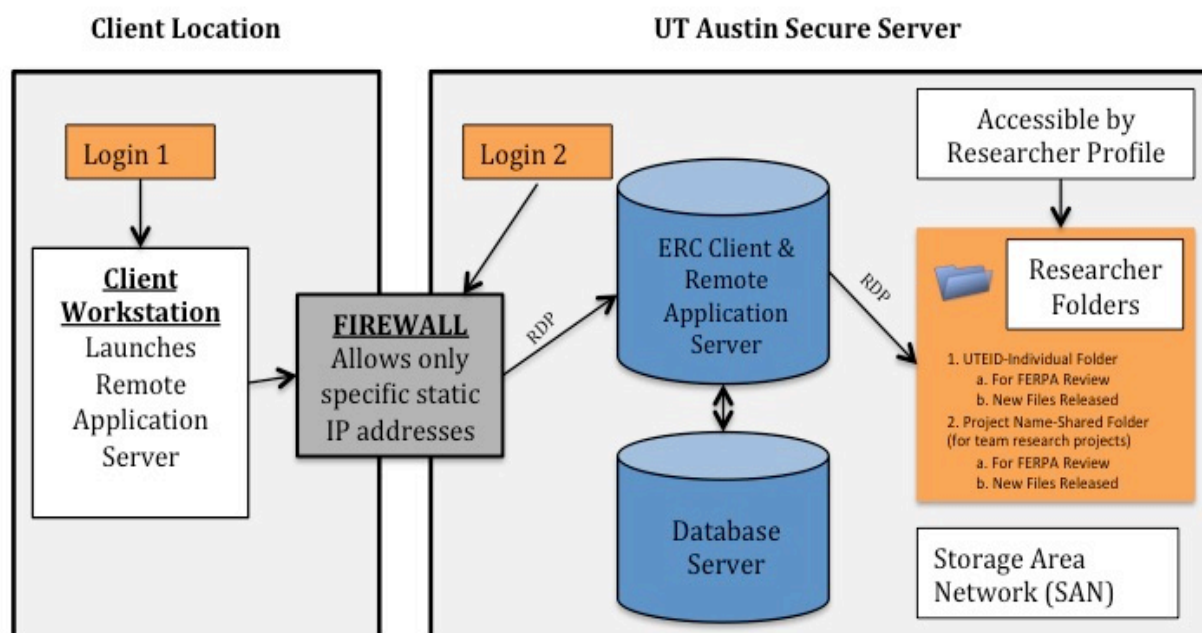 Client Location
UT Austin Secure Server
Login 1
Client
Workstation
Launches
Remote
Application
Server
FIREWALL
Allows only
specific static
IP addresses
Login 2
RDP
ERC Client &
Remote
Application
Server
Database
Server
RDP
Accessible by
Researcher Profile
Researcher
Folders
1. UTEID-Individual Folder
a. For FERPA Review
b. New Files Released
2. Project Name-Shared Folder
(for team research projects)
a. For FERPA Review
b. New Files Released
Storage Area
Network (SAN)